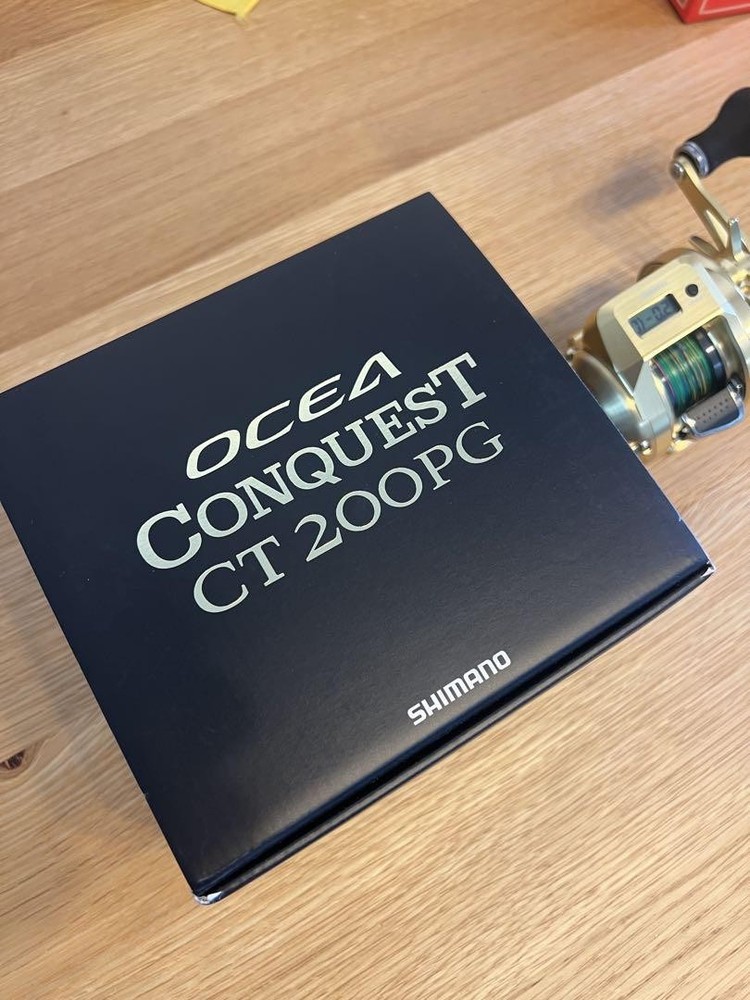 OCEA
CONQUEST
CT 200PG
SHIMANO